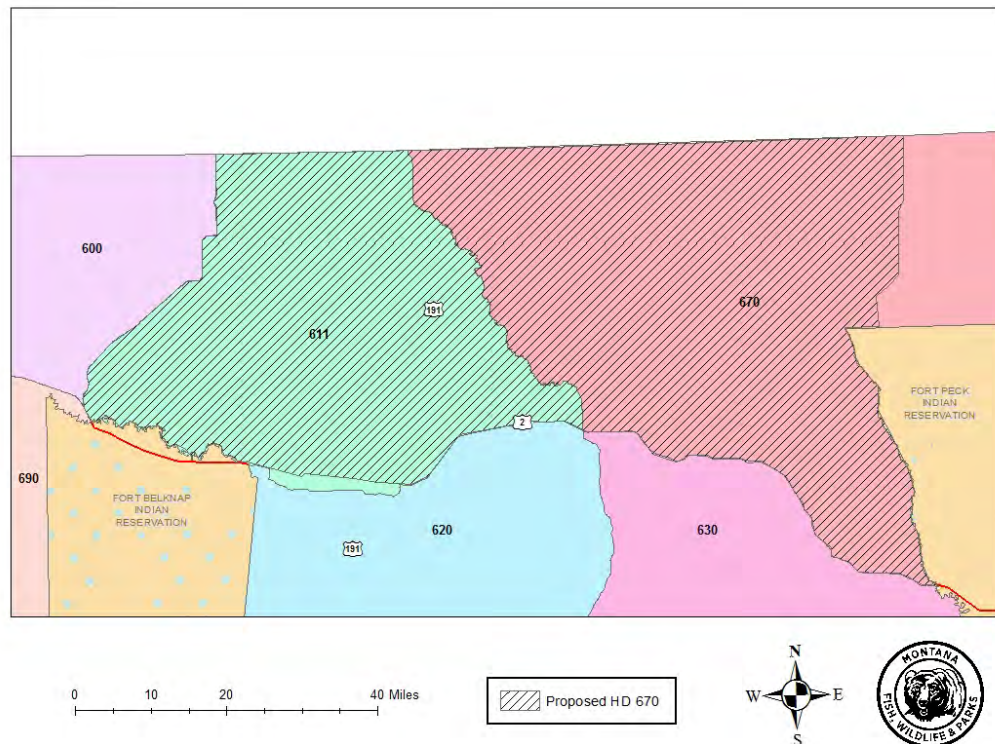 600
191
670
611
FORT PECK
INDIAN
RESERVATION
2
690
FORT BELKNAP
INDIAN
RESERVATION
620
630
191
0 10 20 40 Miles
Proposed HD 670
N
W E
S
MONTANA
FISH, WILDLIFE & PARKS